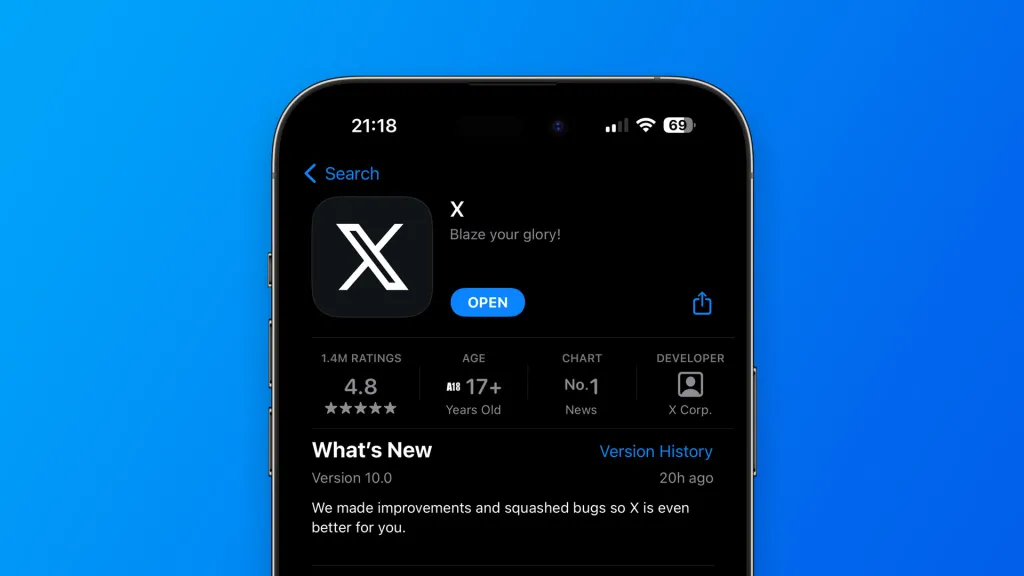 21:18
69
Search
X
Blaze your glory!
OPEN
1.4M RATINGS
AGE
CHART
DEVELOPER
4.8
A18 17+
No.1
Years Old
News
X Corp.
What's New
Version History
Version 10.0
20h ago
We made improvements and squashed bugs so X is even
better for you.